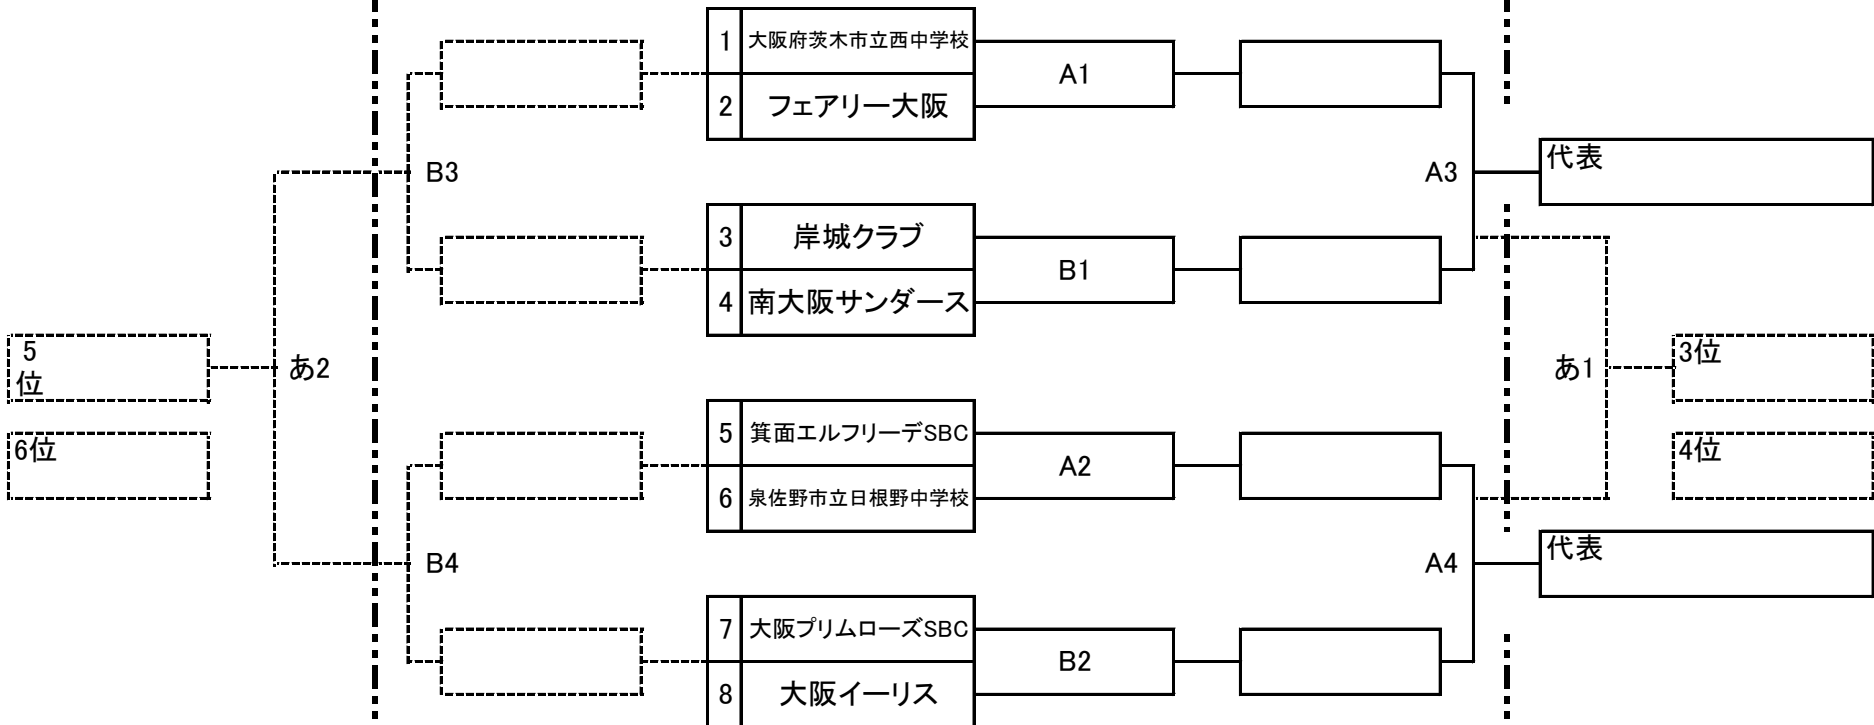 1 大阪府茨木市立西中学校
A1
2 フェアリー大阪
B3
A3
代表
3 岸城クラブ
B1
4 南大阪サンダース
5
位
あ2
あ1
3位
6位
5 箕面エルフリーデSBC
A2
4位
6 泉佐野市立日根野中学校
B4
A4
代表
7 大阪プリムローズSBC
B2
8 大阪イーリス